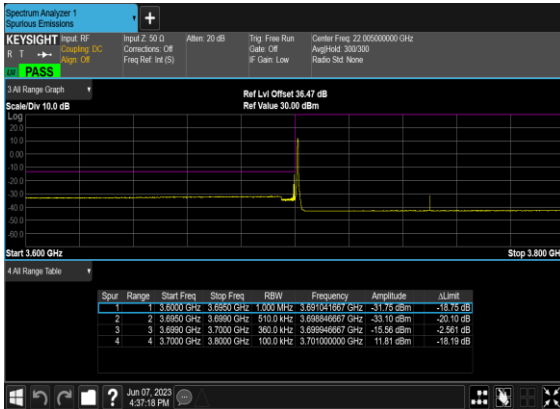 Spectrum Analyzer 1
Spurious Emissions
KEYSIGHT Input: RF Input Z: 50 Ω Atten: 20 dB Trig: Free Run Center Freq: 22.005000000 GHz
R T Coupling: DC Corrections: Off Gate: Off Avg|Hold: 300/300
Align: Off Freq Ref: Int (S) IF Gain: Low Radio Std: None
PASS
3 All Range Graph
Ref Lvl Offset 36.47 dB
Scale/Div 10.0 dB Ref Value 30.00 dBm
Log
20.0
10.0
0.00
-10.0
-20.0
-30.0
-40.0
-50.0
-60.0
Start 3.600 GHz Stop 3.800 GH
4 All Range Table
Spur Range Start Freq Stop Freq RBW Frequency Amplitude ΔLimit
1 1 3.6000 GHz 3.6950 GHz 1.000 MHz 3.691041667 GHz -31.75 dBm -18.75 dB
2 2 3.6950 GHz 3.6990 GHz 510.0 kHz 3.698846667 GHz -33.10 dBm -20.10 dB
3 3 3.6990 GHz 3.7000 GHz 360.0 kHz 3.699946667 GHz -15.56 dBm -2.561 dB
4 4 3.7000 GHz 3.8000 GHz 100.0 kHz 3.701000000 GHz 11.81 dBm -18.19 dB
Jun 07, 2023
4:37:18 PM